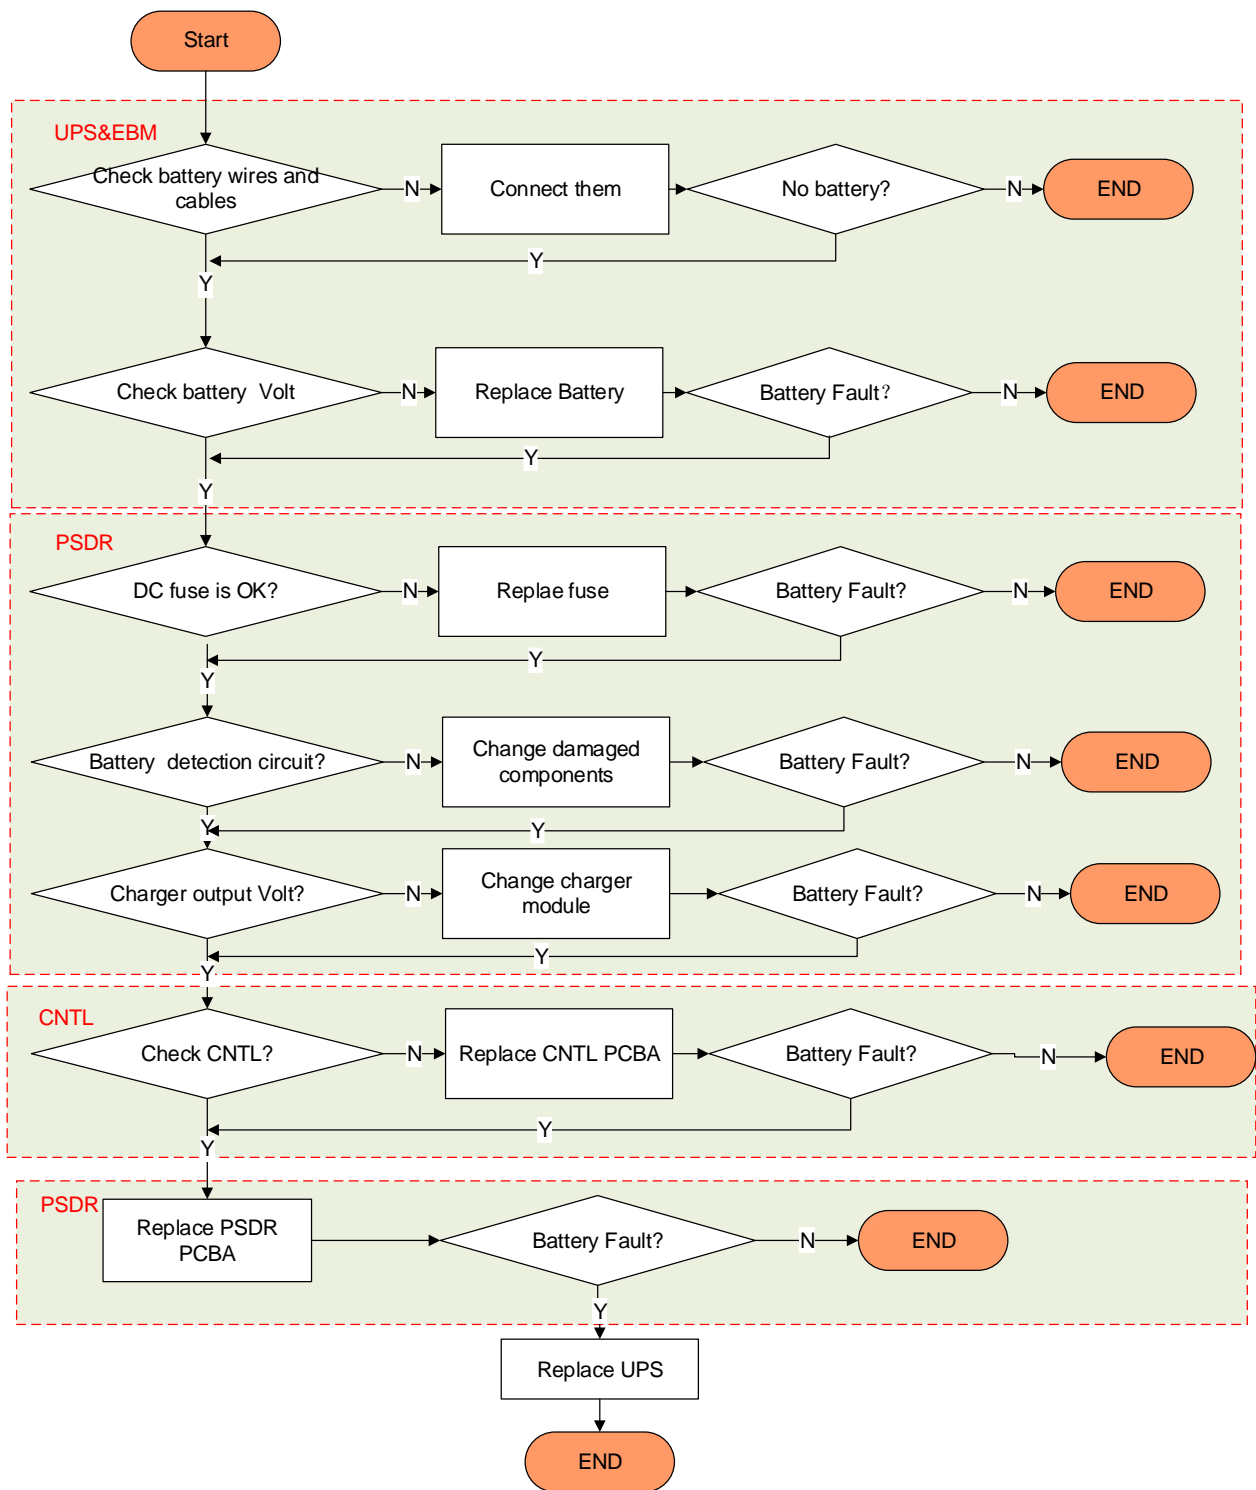 Start
UPS&EBM
Check battery wires and
cables
N
Connect them
No battery?
N
END
Y
Y
Check battery  Volt
N
Replace Battery
Battery Fault?
N
END
Y
Y
PSDR
DC fuse is OK?
N
Replae fuse
Battery Fault?
N
END
Y
Y
Battery  detection circuit?
N
Change damaged
components
Battery Fault?
N
END
Y
Y
Charger output Volt?
N
Change charger
module
Battery Fault?
N
END
Y
Y
CNTL
Check CNTL?
N
Replace CNTL PCBA
Battery Fault?
N
END
Y
Y
PSDR
Replace PSDR
PCBA
Battery Fault?
N
END
Y
Replace UPS
END